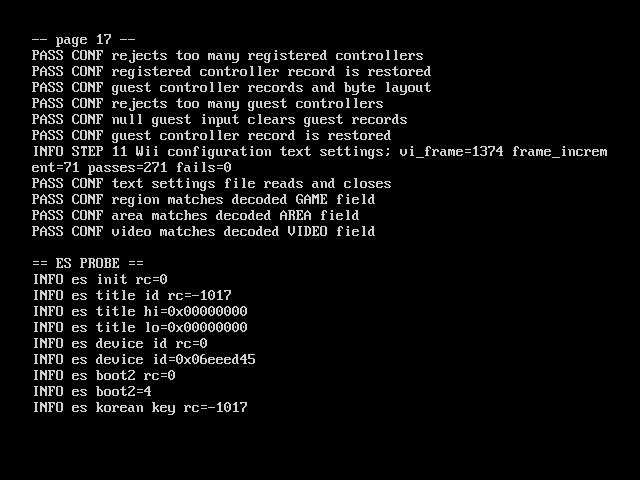 -- page 17 --
PASS CONF rejects too many registered controllers
PASS CONF registered controller record is restored
PASS CONF guest controller records and byte layout
PASS CONF rejects too many guest controllers
PASS CONF null guest input clears guest records
PASS CONF guest controller record is restored
INFO STEP 11 Wii configuration text settings; vi_frame=1374 frame_increm
ent=71 passes=271 fails=0
PASS CONF text settings file reads and closes
PASS CONF region matches decoded GAME field
PASS CONF area matches decoded AREA field
PASS CONF video matches decoded VIDEO field
== ES PROBE ==
INFO es init rc=0
INFO es title id rc=-1017
INFO es title hi=0x00000000
INFO es title lo=0x00000000
INFO es device id rc=0
INFO es device id=0x06eeed45
INFO es boot2 rc=0
INFO es boot2=4
INFO es korean key rc=-1017